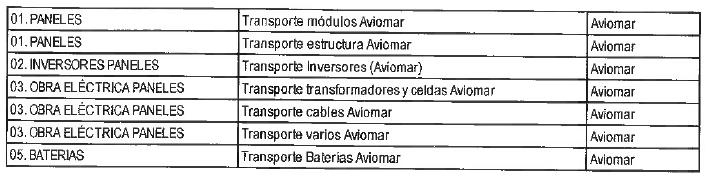 01. PANELES Transporte módulos Aviomar Aviomar
01. PANELES Transporte estructura Aviomar Aviomar
02. INVERSORES PANELES Transporte Inversores (Aviomar) Aviomar
03. OBRA ELÉCTRICA PANELES Transporte transformadores y celdas Aviomar Aviomar
03. OBRA ELÉCTRICA PANELES Transporte cables Aviomar Aviomar
03. OBRA ELÉCTRICA PANELES Transporte varios Aviomar Aviomar
05. BATERIAS Transporte Baterías Aviomar Aviomar